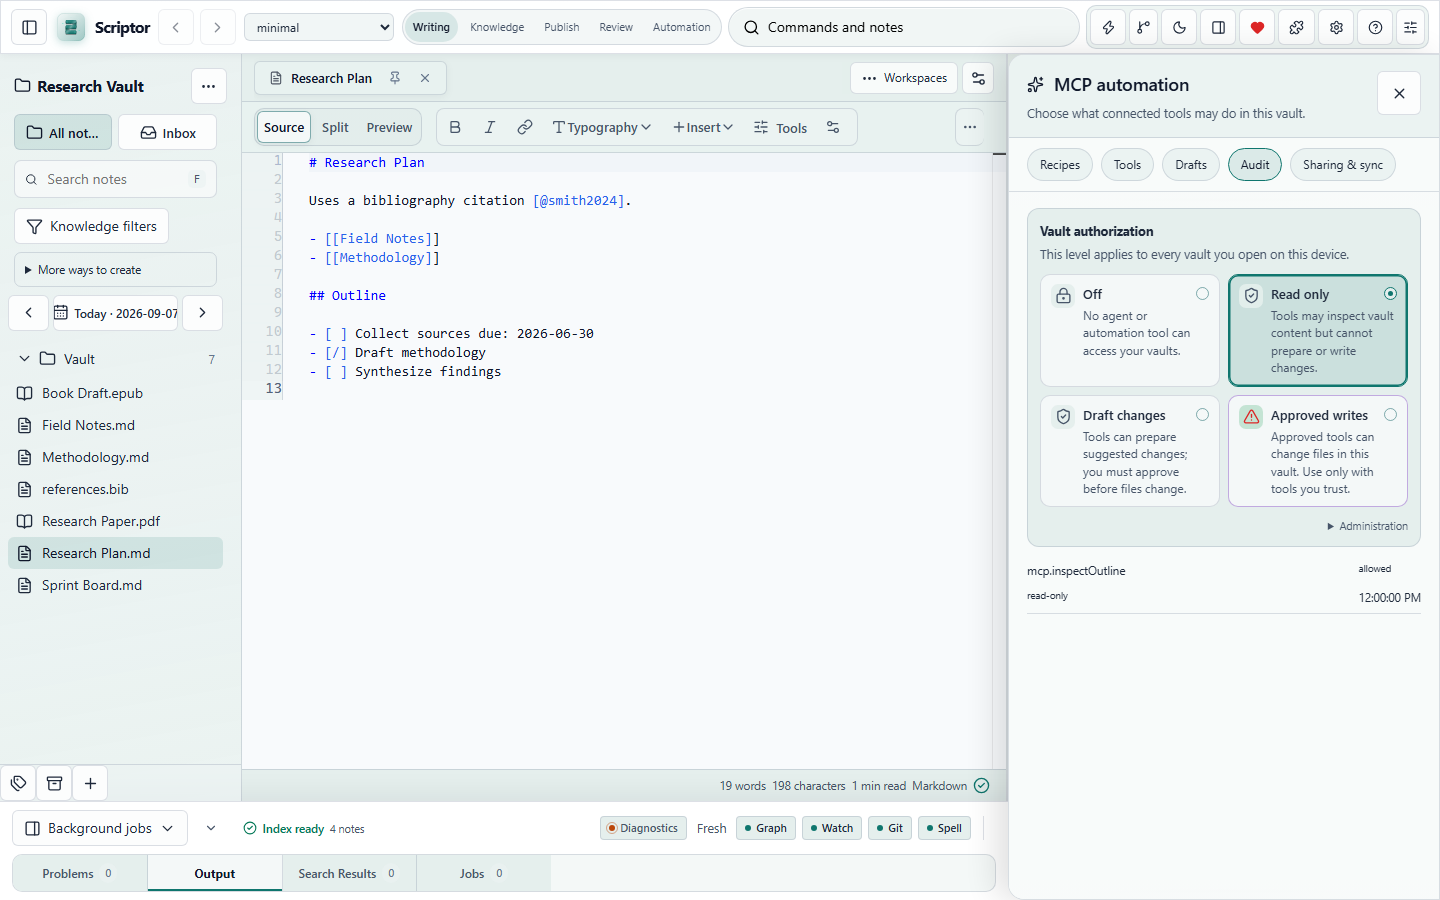 Scriptor
minimal
Writing
Knowledge
Publish
Review
Automation
Commands and notes
Research Vault
All not...
Inbox
Search notes
F
Knowledge filters
More ways to create
Today · 2026-09-07
Vault
7
Book Draft.epub
Field Notes.md
Methodology.md
references.bib
Research Paper.pdf
Research Plan.md
Sprint Board.md
Research Plan
Workspaces
Source
Split
Preview
B
I
Typography
Insert
Tools
1 # Research Plan
2
3 Uses a bibliography citation [@smith2024].
4
5 - [[Field Notes]]
6 - [[Methodology]]
7
8 ## Outline
9
10 - [ ] Collect sources due: 2026-06-30
11 - [/] Draft methodology
12 - [ ] Synthesize findings
13
19 words 198 characters 1 min read Markdown
Background jobs
Index ready 4 notes
Diagnostics
Fresh
Graph
Watch
Git
Spell
Problems 0
Output
Search Results 0
Jobs 0
MCP automation
Choose what connected tools may do in this vault.
Recipes
Tools
Drafts
Audit
Sharing & sync
Vault authorization
This level applies to every vault you open on this device.
Off
No agent or
automation tool can
access your vaults.
Read only
Tools may inspect vault
content but cannot
prepare or write
changes.
Draft changes
Tools can prepare
suggested changes;
you must approve
before files change.
Approved writes
Approved tools can
change files in this
vault. Use only with
tools you trust.
Administration
mcp.inspectOutline
allowed
read-only
12:00:00 PM